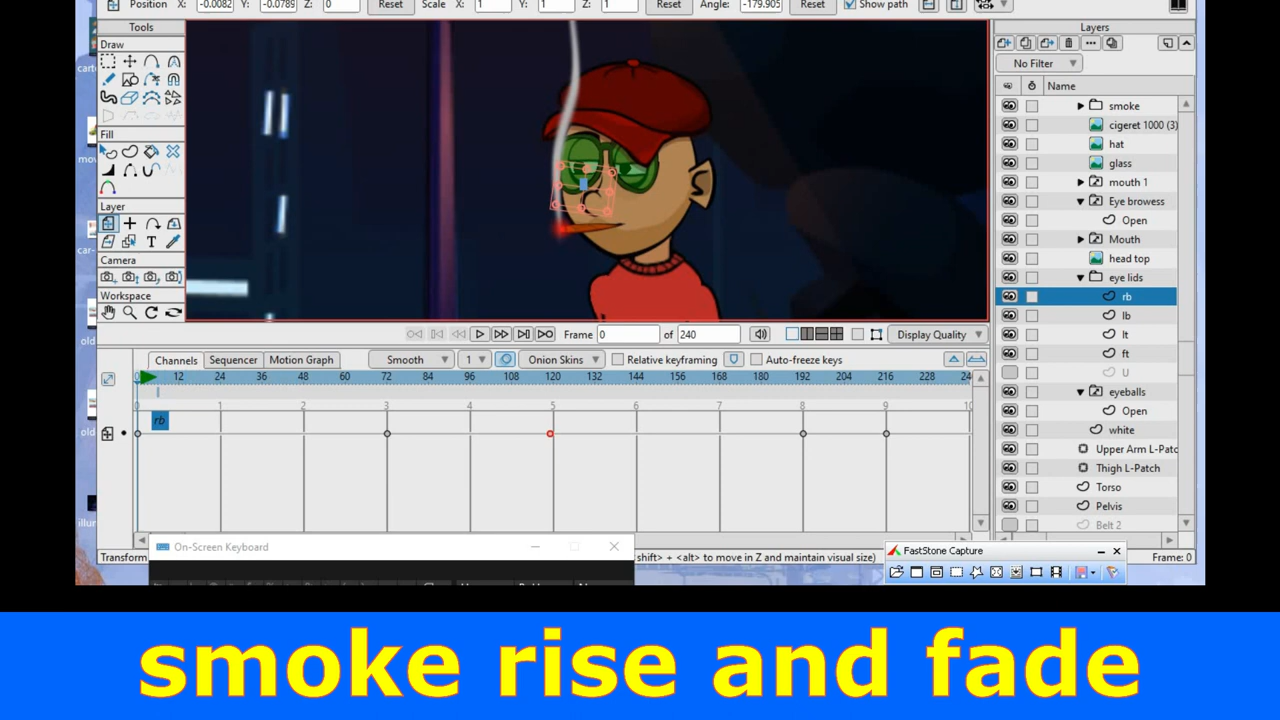 Position X: -0.0082 Y: -0.0789 Z: 0 Reset Scale X: 1 Y: 1 Z: 1 Reset Angle: -179.905 Reset Show path
Tools
Draw
Fill
Layer
Camera
Workspace
Layers
No Filter
Name
smoke
cigeret 1000 (3)
hat
glass
mouth 1
Eye browess
Open
Mouth
head top
eye lids
rb
lb
lt
ft
U
eyeballs
Open
white
Upper Arm L-Patc
Thigh L-Patch
Torso
Pelvis
Belt 2
Frame 0 of 240 Display Quality
Channels Sequencer Motion Graph Smooth 1 Onion Skins Relative keyframing Auto-freeze keys
0 12 24 36 48 60 72 84 96 108 120 132 144 156 168 180 192 204 216 228 24
0 1 2 3 4 5 6 7 8 9 10
rb
On-Screen Keyboard
Transform
shift> + <alt> to move in Z and maintain visual size)
FastStone Capture
Frame: 0
smoke rise and fade